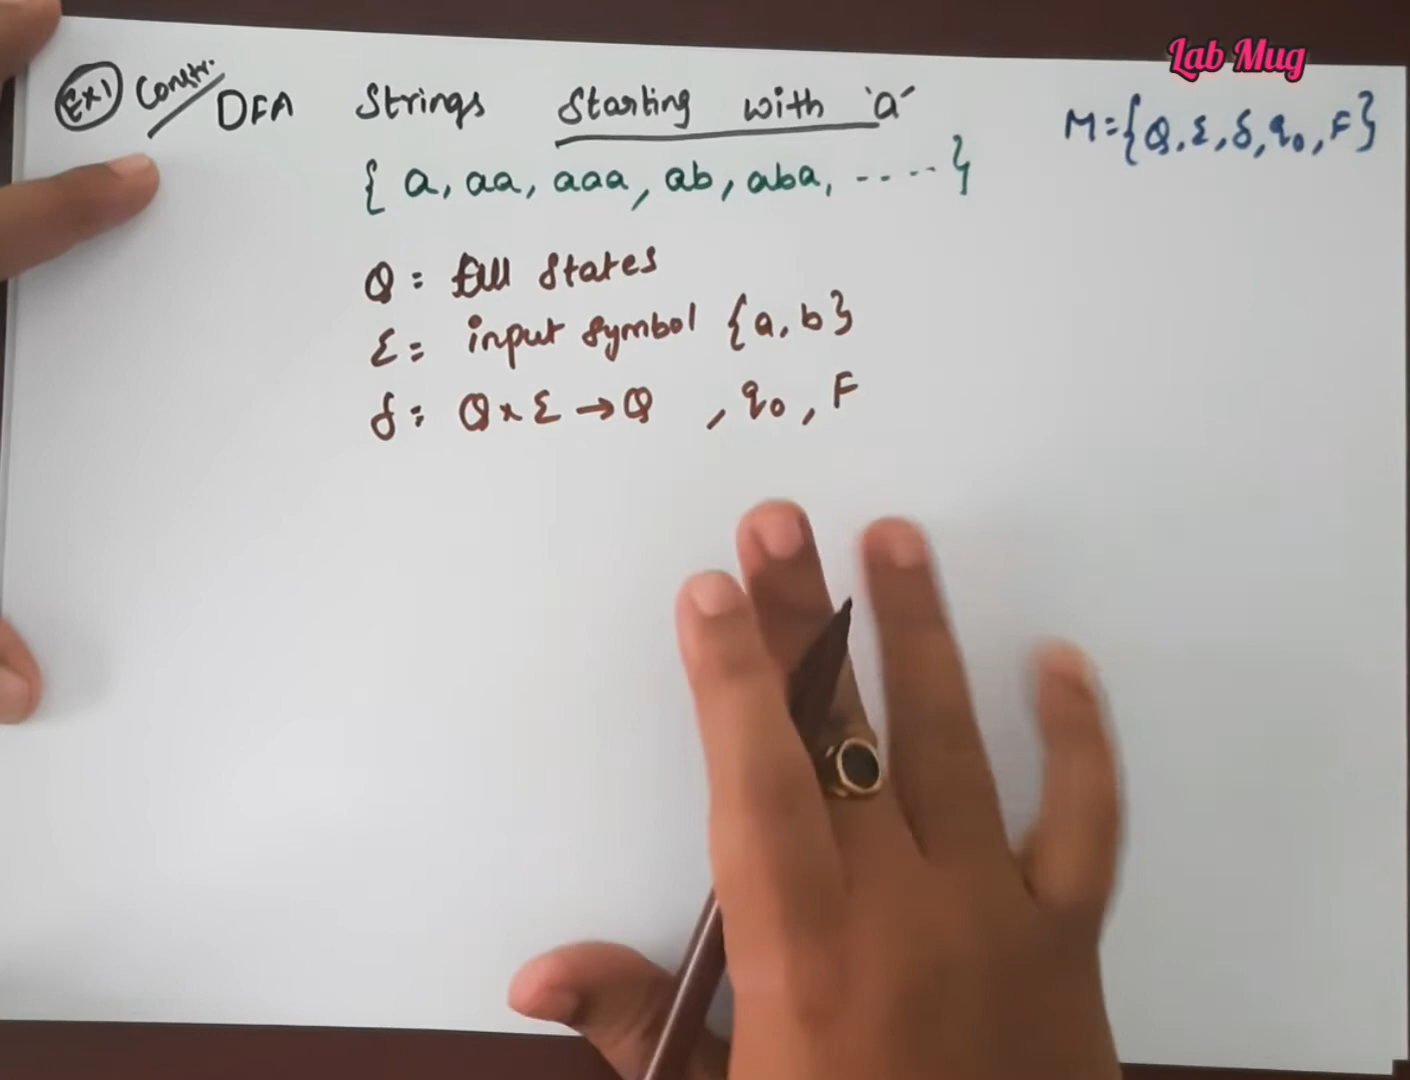 Lab Mug
Ex1 Constr. DFA Strings Starting with 'a'
M={Q, Σ, δ, q₀, F}
{ a, aa, aaa, ab, aba, ----- }
Q = All States
Σ = input symbol {a, b}
δ = Q × Σ → Q , q₀, F